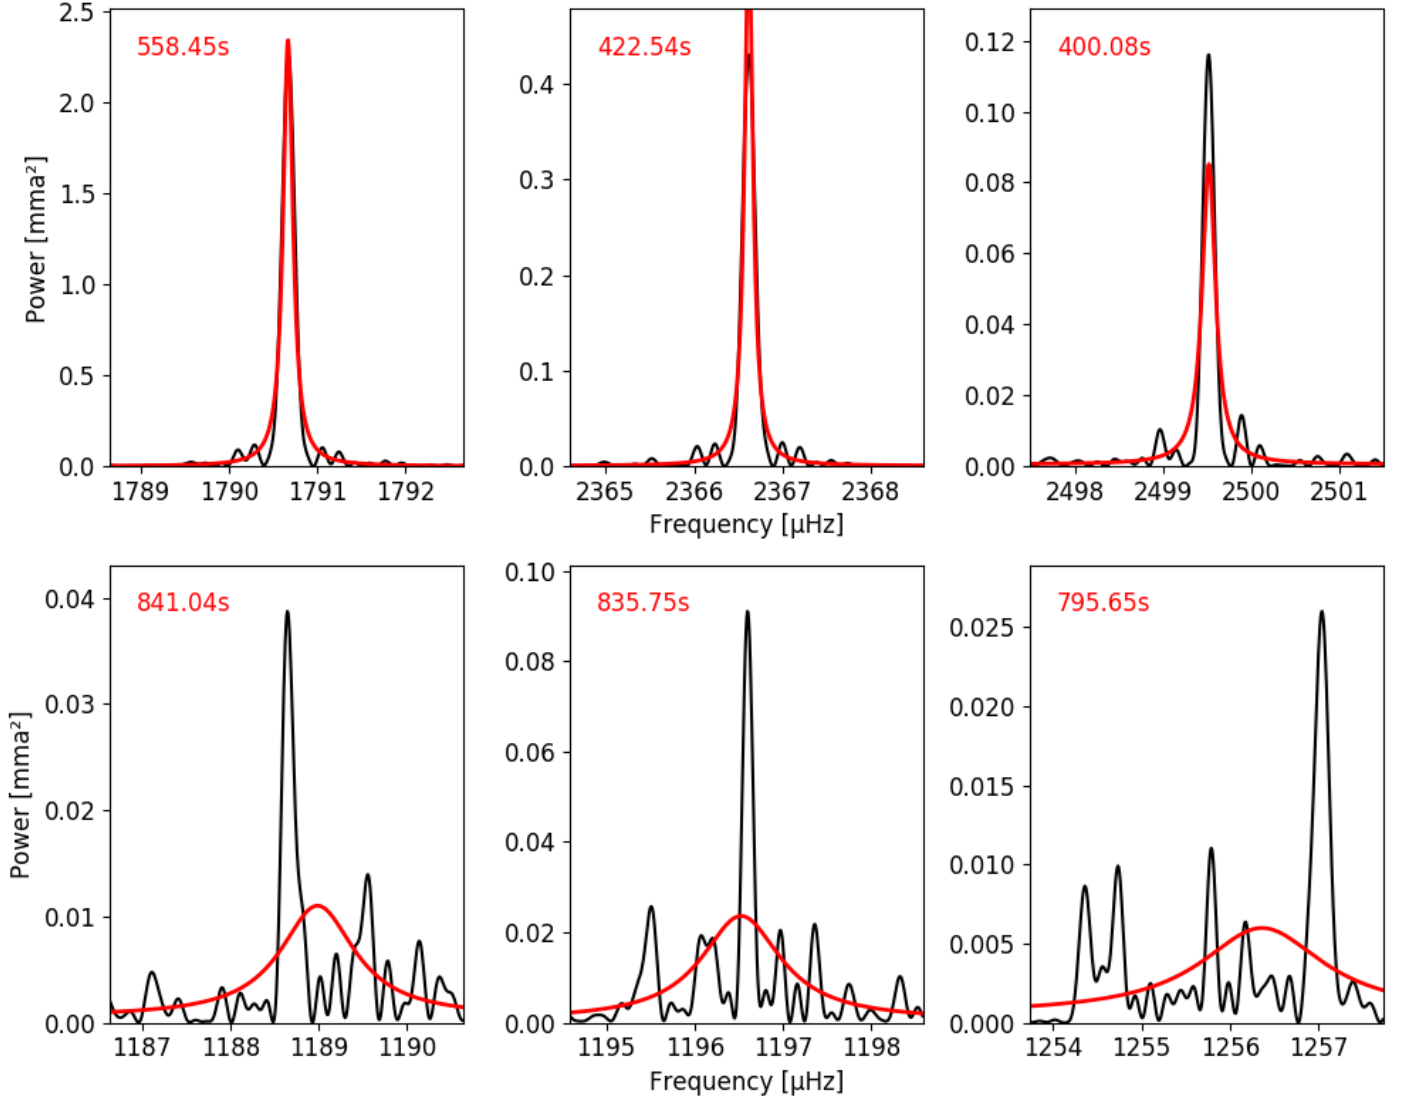 558.45s
422.54s
400.08s
2.5
2.0
1.5
1.0
0.5
0.0
0.4
0.3
0.2
0.1
0.0
0.12
0.10
0.08
0.06
0.04
0.02
0.00
Power [mma²]
1789 1790 1791 1792
2365 2366 2367 2368
2498 2499 2500 2501
Frequency [µHz]
841.04s
835.75s
795.65s
0.04
0.03
0.02
0.01
0.00
0.10
0.08
0.06
0.04
0.02
0.00
0.025
0.020
0.015
0.010
0.005
0.000
Power [mma²]
1187 1188 1189 1190
1195 1196 1197 1198
1254 1255 1256 1257
Frequency [µHz]